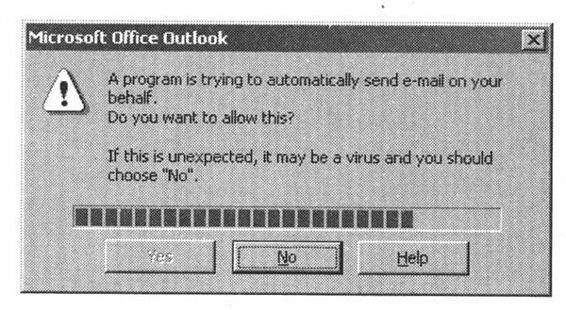 Microsoft Office Outlook
A program is trying to automatically send e-mail on your
behalf.
Do you want to allow this?
If this is unexpected, it may be a virus and you should
choose "No".
Yes
No
Help